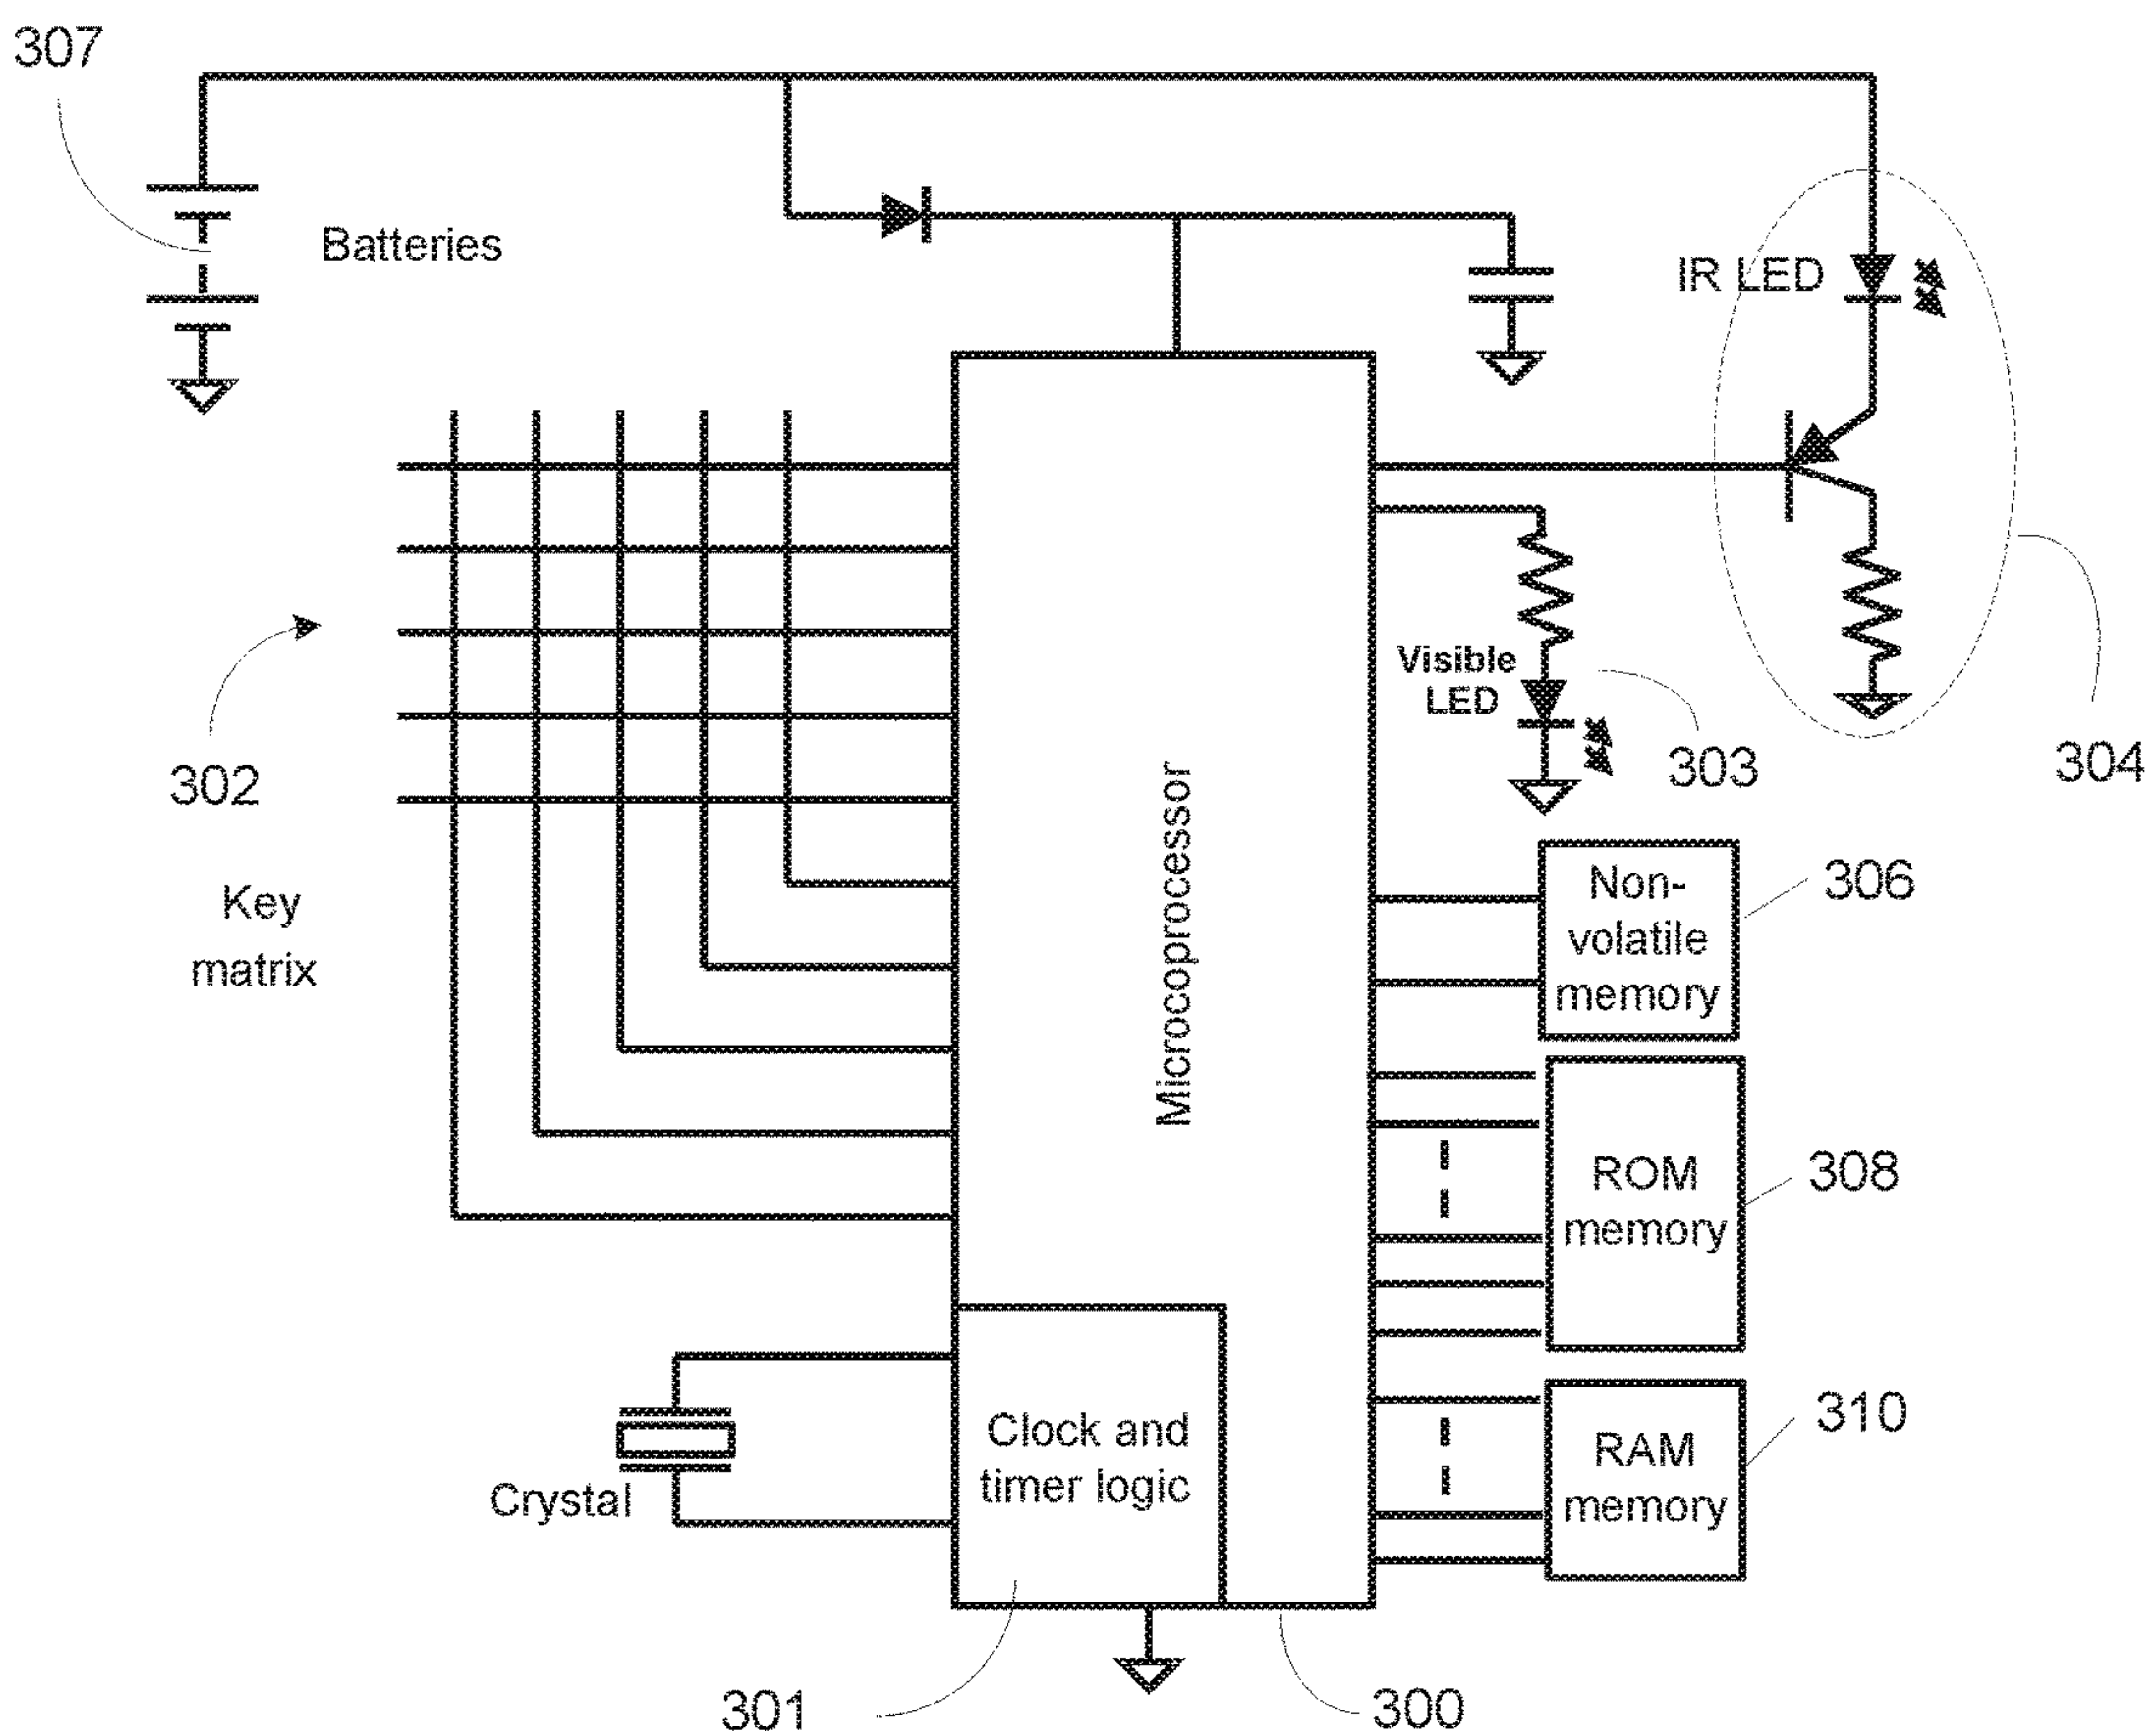 307
Batteries
IR LED
302
Key
matrix
Visible
LED
303
304
Microcoprocessor
Non-
volatile
memory
306
ROM
memory
308
RAM
memory
310
Crystal
Clock and
timer logic
301
300